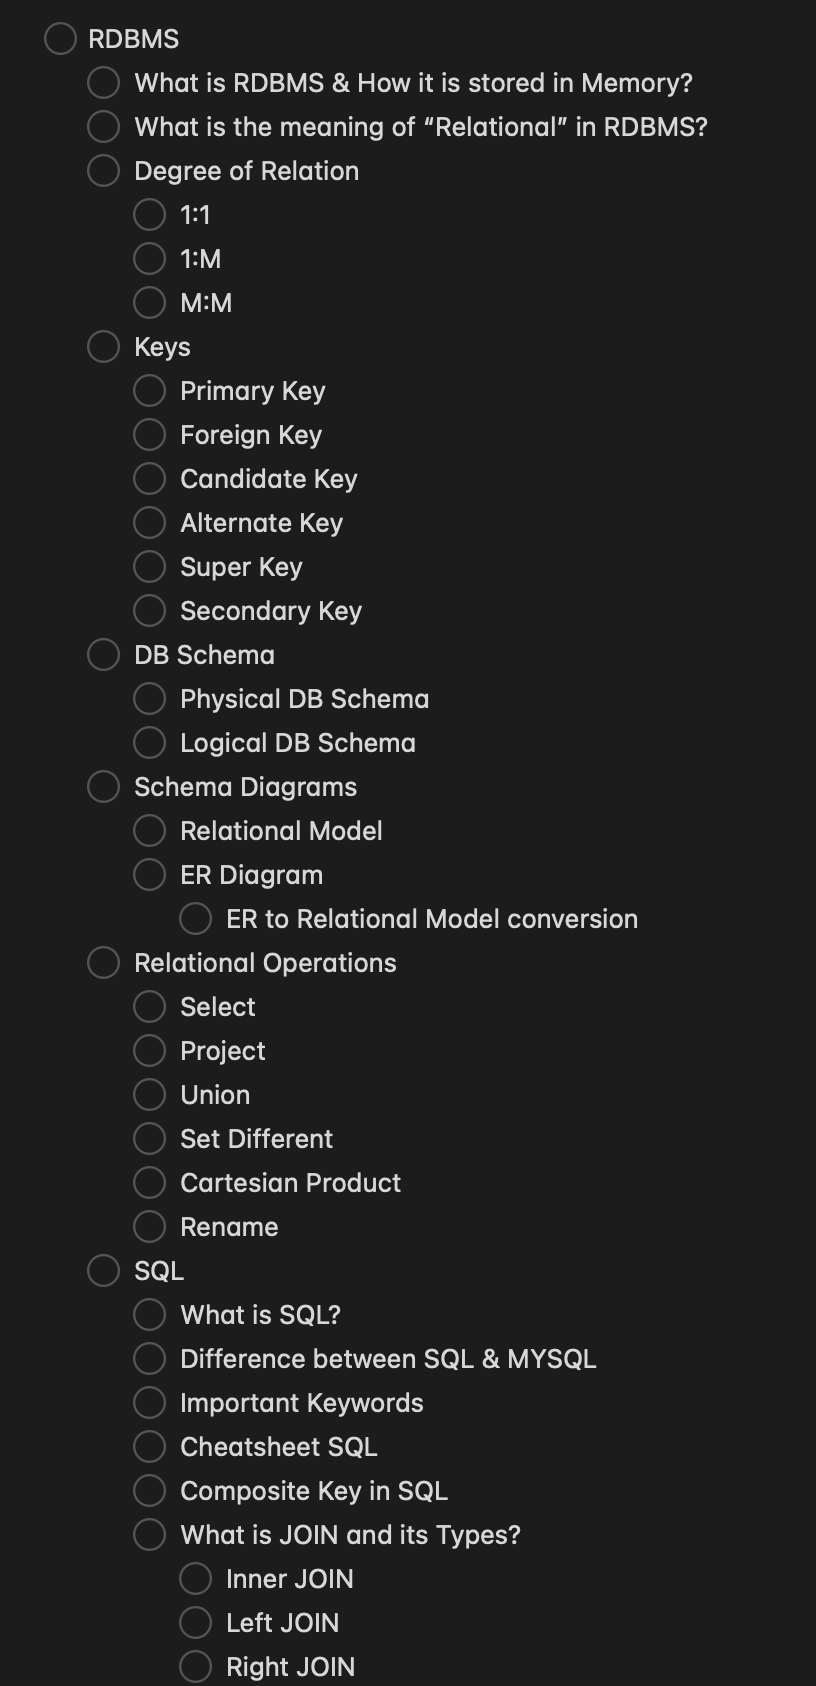 RDBMS
What is RDBMS & How it is stored in Memory?
What is the meaning of “Relational” in RDBMS?
Degree of Relation
1:1
1:M
M:M
Keys
Primary Key
Foreign Key
Candidate Key
Alternate Key
Super Key
Secondary Key
DB Schema
Physical DB Schema
Logical DB Schema
Schema Diagrams
Relational Model
ER Diagram
ER to Relational Model conversion
Relational Operations
Select
Project
Union
Set Different
Cartesian Product
Rename
SQL
What is SQL?
Difference between SQL & MYSQL
Important Keywords
Cheatsheet SQL
Composite Key in SQL
What is JOIN and its Types?
Inner JOIN
Left JOIN
Right JOIN